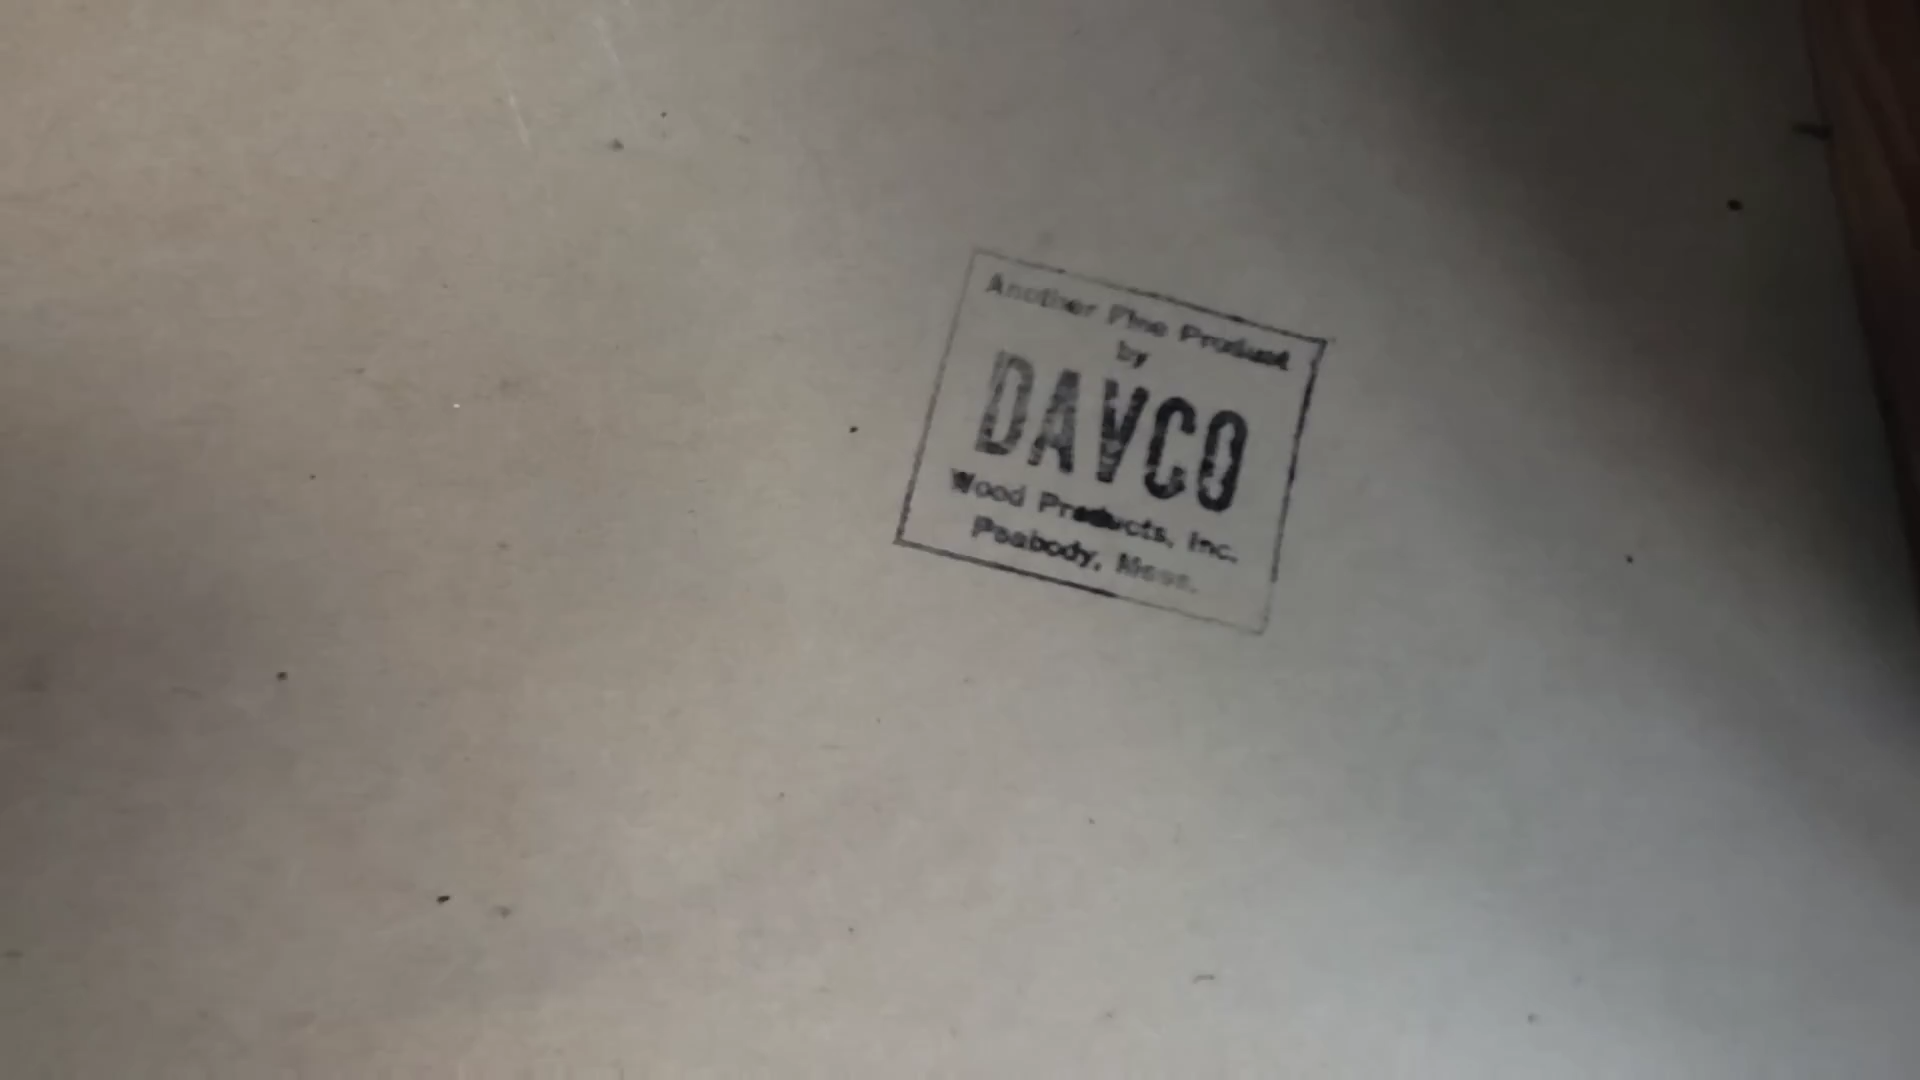 Another Fine Product
by
DAVCO
Wood Products, Inc.
Peabody, Mass.